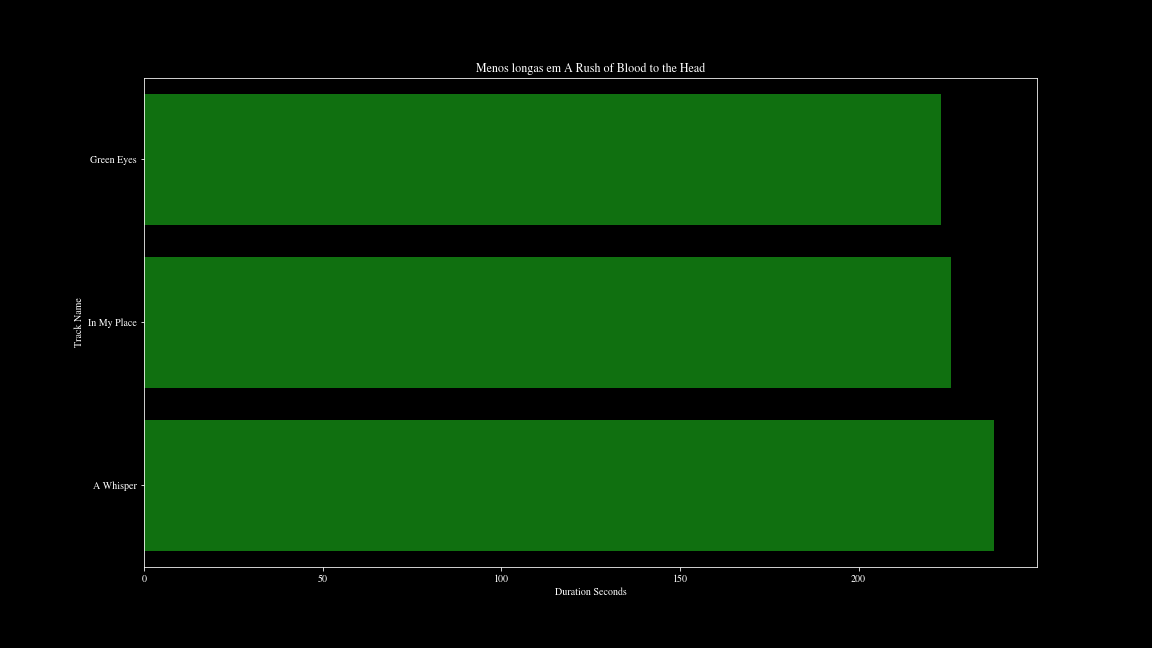 Menos longas em A Rush of Blood to the Head
Track Name
Green Eyes
In My Place
A Whisper
0 50 100 150 200
Duration Seconds